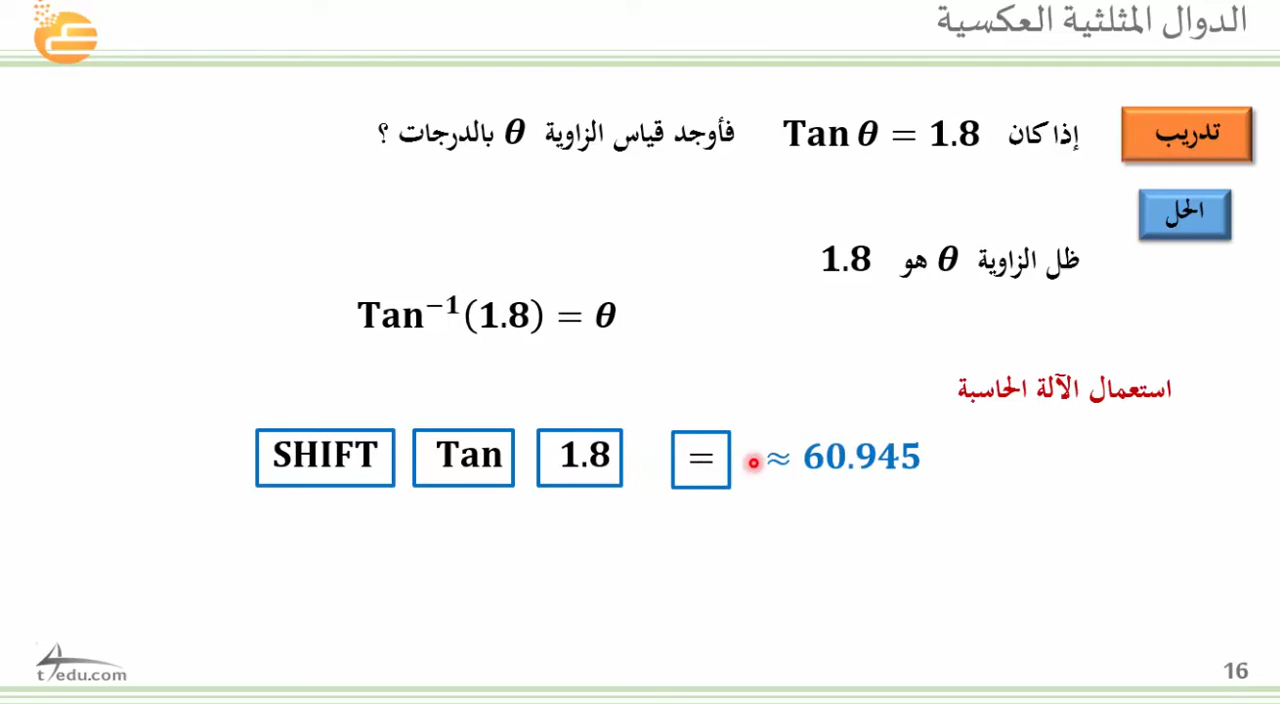 الدوال المثلثية العكسية
تدريب
إذا كان Tan θ = 1.8 فأوجد قياس الزاوية θ بالدرجات ؟
الحل
ظل الزاوية θ هو 1.8
Tan⁻¹(1.8) = θ
استعمال الآلة الحاسبة
SHIFT Tan 1.8 = ≈ 60.945
t4edu.com
16